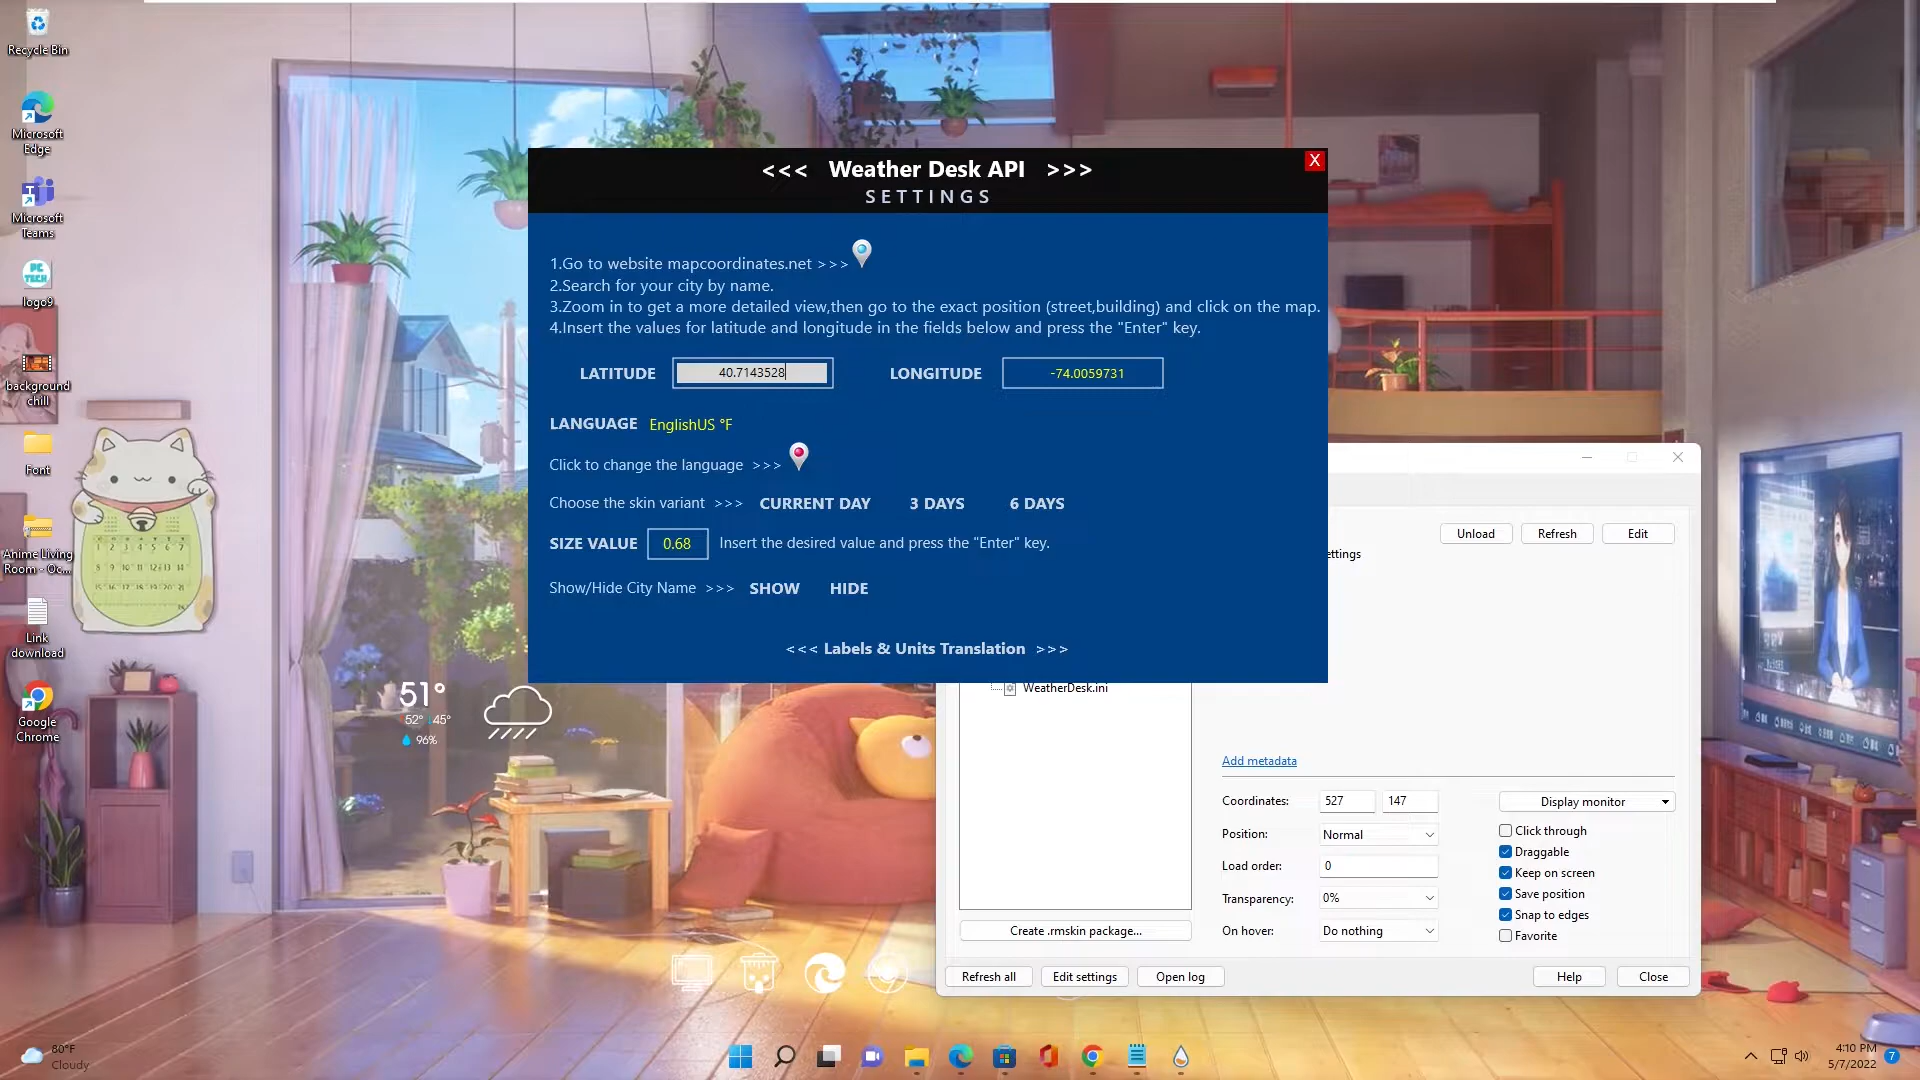 Recycle Bin
Microsoft
Edge
Microsoft
Teams
PC
TECH
logo9
background
chill
Font
Anime Living
Room - Oc...
Link
download
Google
Chrome
<<< Weather Desk API >>>
SETTINGS
X
1.Go to website mapcoordinates.net >>>
2.Search for your city by name.
3.Zoom in to get a more detailed view,then go to the exact position (street,building) and click on the map.
4.Insert the values for latitude and longitude in the fields below and press the "Enter" key.
LATITUDE 40.7143528 LONGITUDE -74.0059731
LANGUAGE EnglishUS °F
Click to change the language >>>
Choose the skin variant >>> CURRENT DAY 3 DAYS 6 DAYS
SIZE VALUE 0.68 Insert the desired value and press the "Enter" key.
Show/Hide City Name >>> SHOW HIDE
<<< Labels & Units Translation >>>
51°
52° 45°
96%
Unload Refresh Edit
ettings
WeatherDesk.ini
Add metadata
Coordinates: 527 147 Display monitor
Position: Normal
Load order: 0
Transparency: 0%
On hover: Do nothing
Click through
Draggable
Keep on screen
Save position
Snap to edges
Favorite
Create .rmskin package...
Refresh all Edit settings Open log Help Close
80°F
Cloudy
4:10 PM
5/7/2022
7